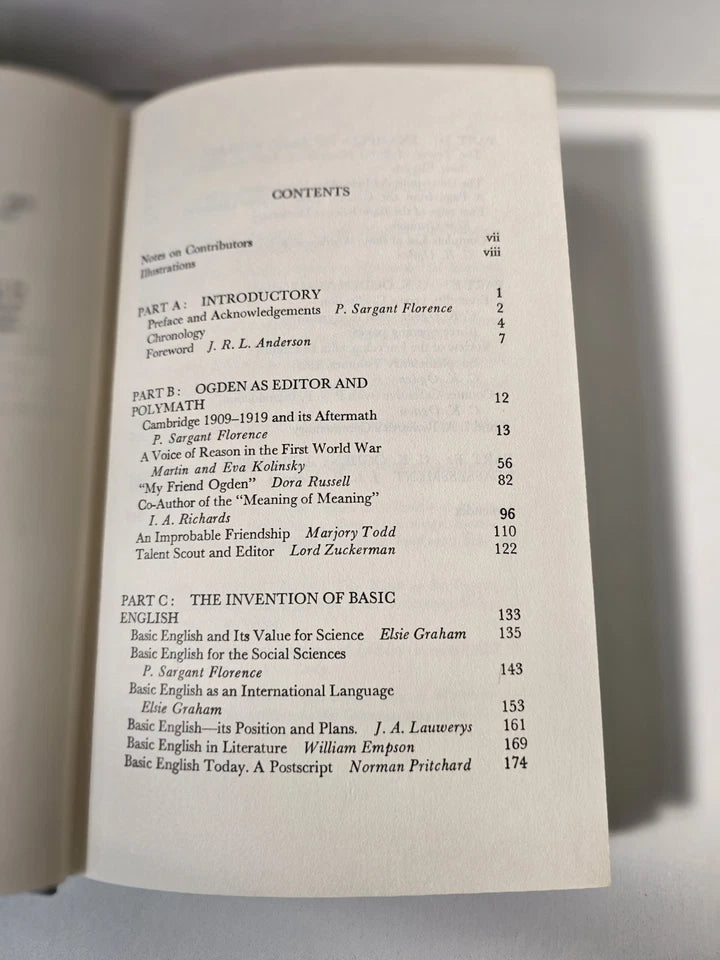 CONTENTS
Notes on Contributors vii
Illustrations viii
PART A: INTRODUCTORY 1
Preface and Acknowledgements P. Sargant Florence 2
Chronology 4
Foreword J. R. L. Anderson 7
PART B: OGDEN AS EDITOR AND
POLYMATH 12
Cambridge 1909–1919 and its Aftermath
P. Sargant Florence 13
A Voice of Reason in the First World War
Martin and Eva Kolinsky 56
“My Friend Ogden” Dora Russell 82
Co-Author of the “Meaning of Meaning”
I. A. Richards 96
An Improbable Friendship Marjory Todd 110
Talent Scout and Editor Lord Zuckerman 122
PART C: THE INVENTION OF BASIC
ENGLISH 133
Basic English and Its Value for Science Elsie Graham 135
Basic English for the Social Sciences
P. Sargant Florence 143
Basic English as an International Language
Elsie Graham 153
Basic English—its Position and Plans. J. A. Lauwerys 161
Basic English in Literature William Empson 169
Basic English Today. A Postscript Norman Pritchard 174